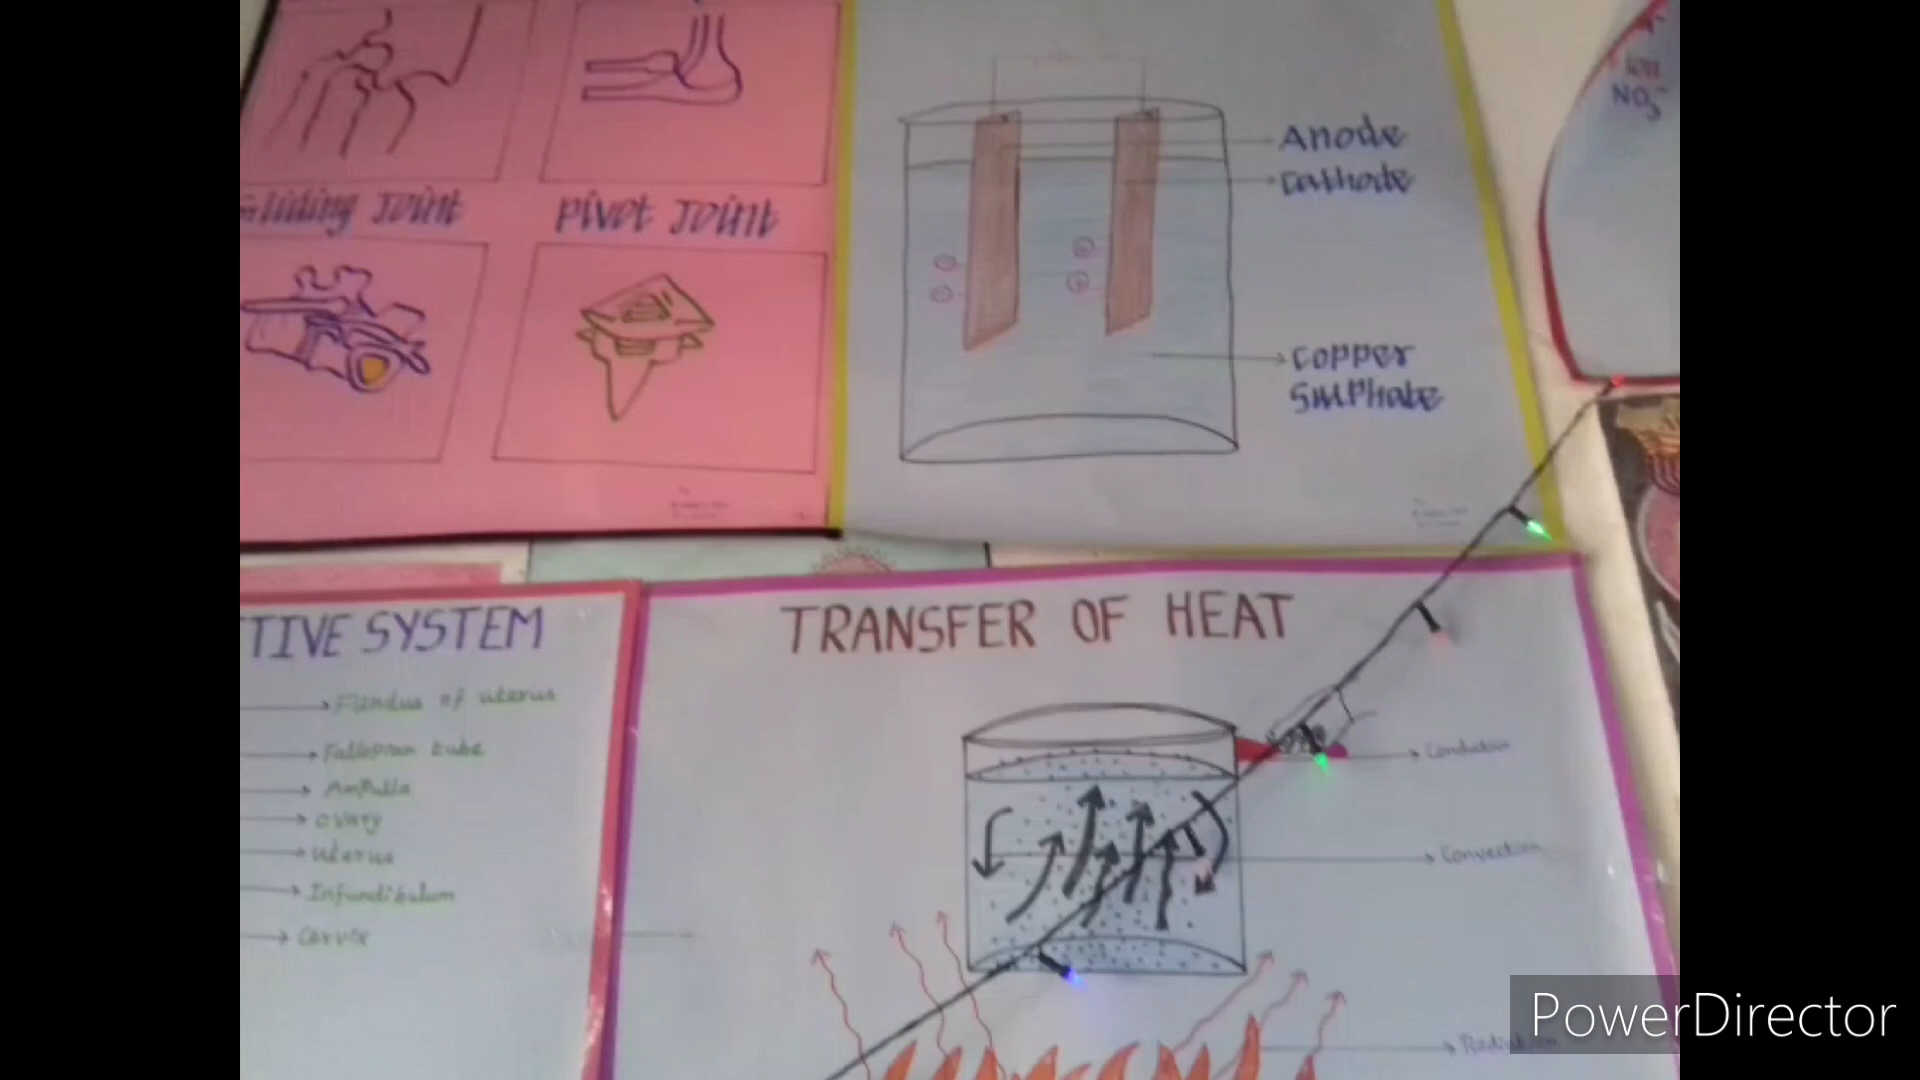 Gliding Joint
Pivot Joint
Anode
Cathode
Copper
Sulphate
ion
NO3-
TIVE SYSTEM
Fundus of uterus
Fallopian tube
Ampulla
ovary
uterus
Infundibulum
Cervix
TRANSFER OF HEAT
Conduction
Convection
Radiation
PowerDirector